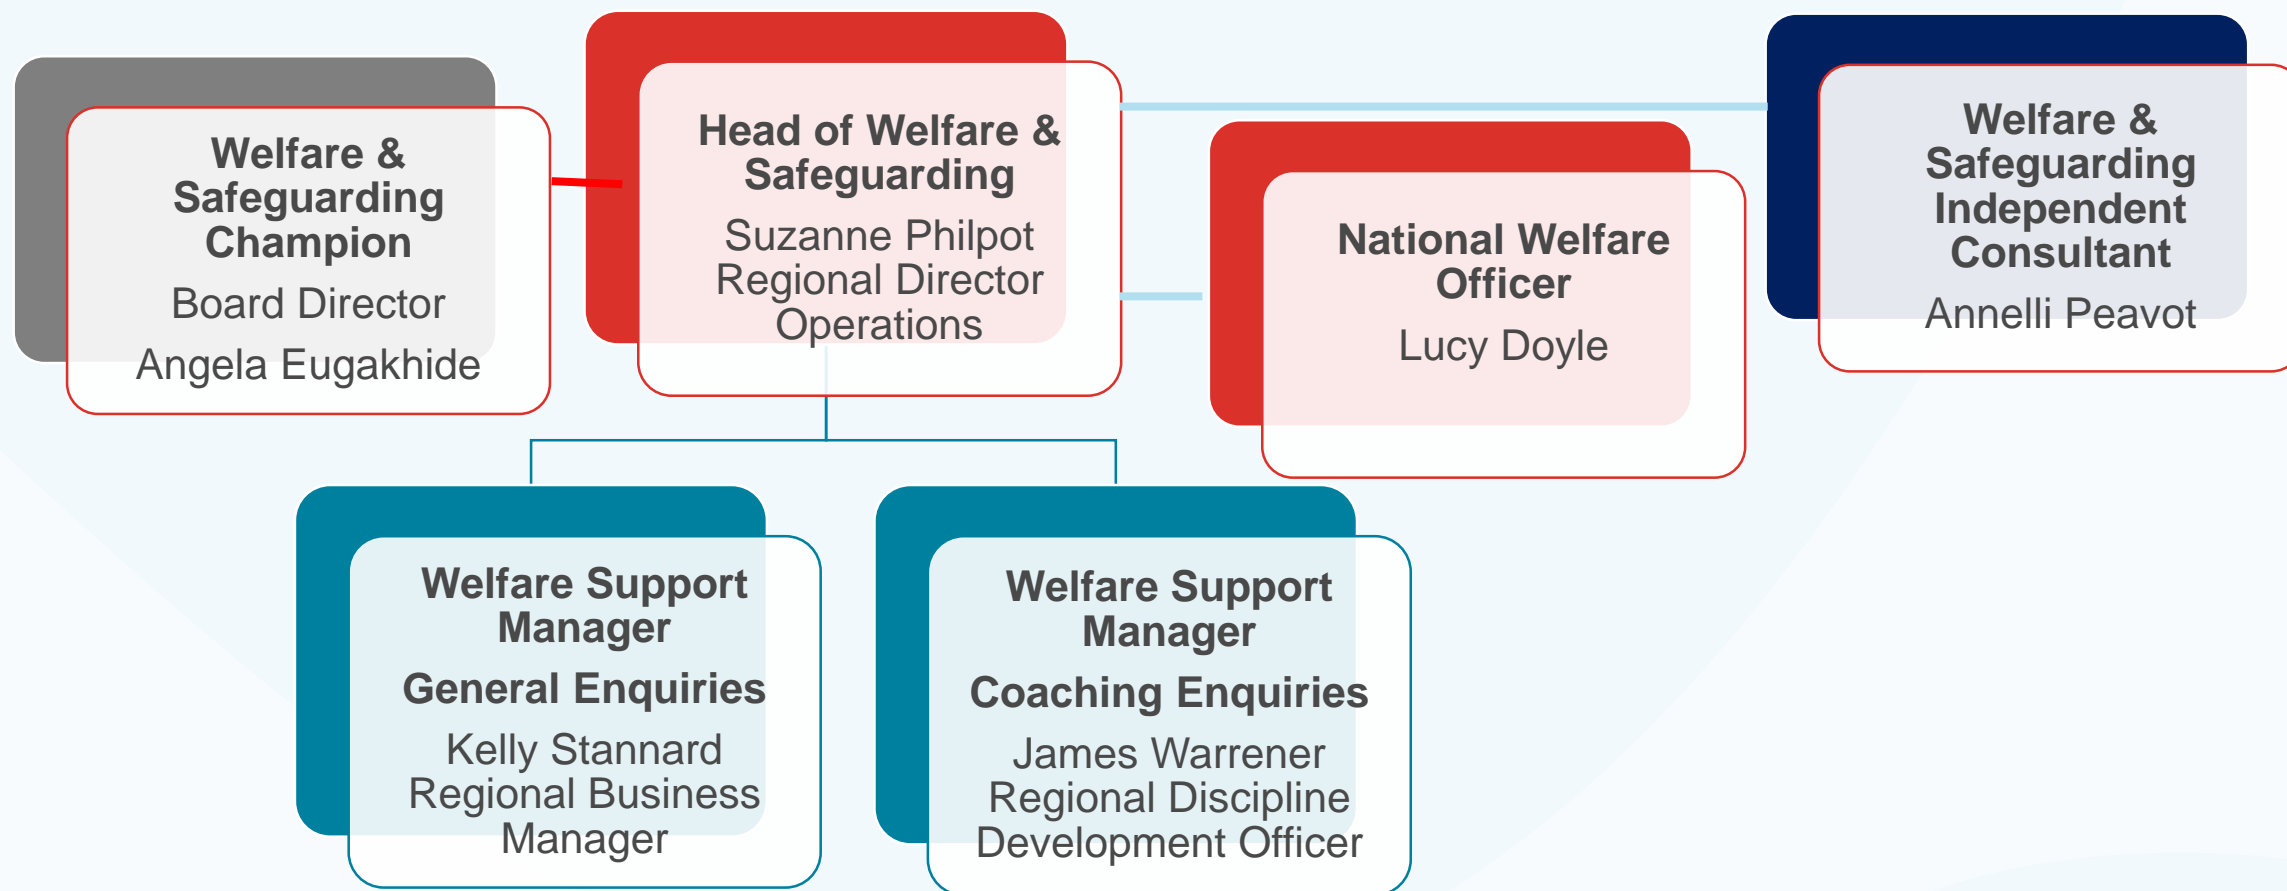 Welfare &
Safeguarding
Champion
Board Director
Angela Eugakhide
Head of Welfare &
Safeguarding
Suzanne Philpot
Regional Director
Operations
National Welfare
Officer
Lucy Doyle
Welfare &
Safeguarding
Independent
Consultant
Annelli Peavot
Welfare Support
Manager
General Enquiries
Kelly Stannard
Regional Business
Manager
Welfare Support
Manager
Coaching Enquiries
James Warrener
Regional Discipline
Development Officer